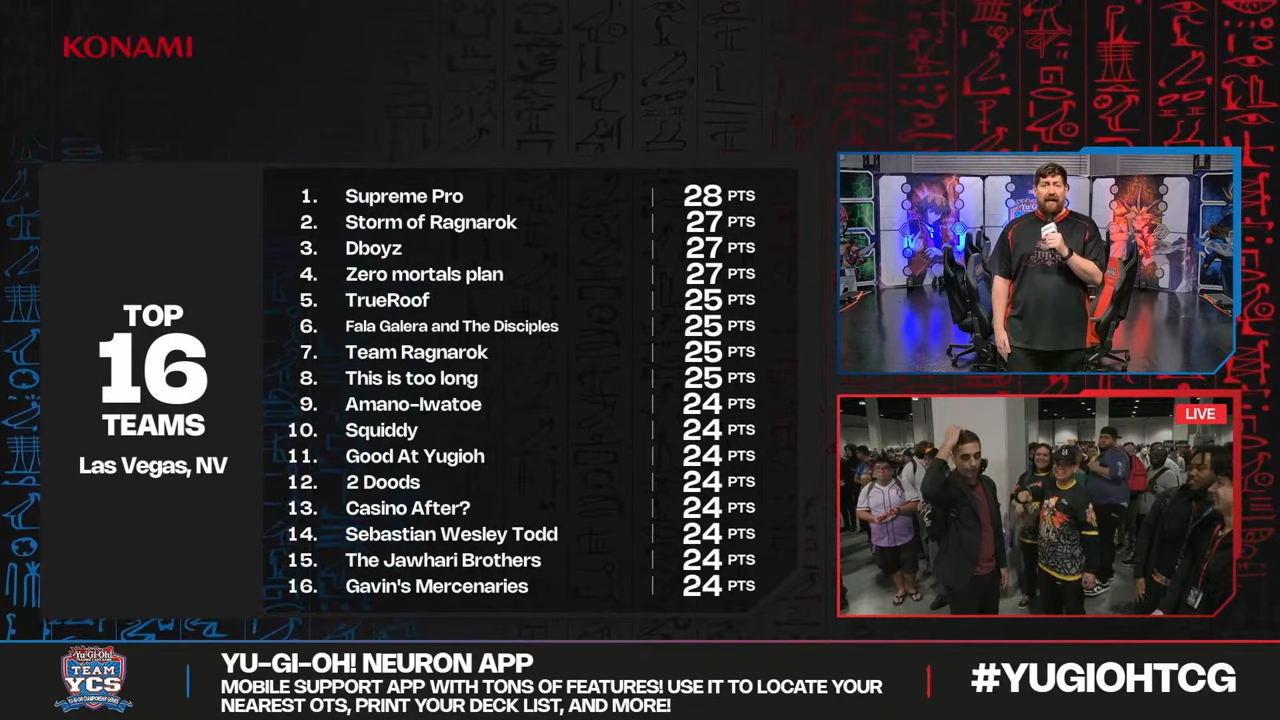 KONAMI
TOP
16
TEAMS
Las Vegas, NV
1. Supreme Pro | 28 PTS
2. Storm of Ragnarok | 27 PTS
3. Dboyz | 27 PTS
4. Zero mortals plan | 27 PTS
5. TrueRoof | 25 PTS
6. Fala Galera and The Disciples | 25 PTS
7. Team Ragnarok | 25 PTS
8. This is too long | 25 PTS
9. Amano-Iwatoe | 24 PTS
10. Squiddy | 24 PTS
11. Good At Yugioh | 24 PTS
12. 2 Doods | 24 PTS
13. Casino After? | 24 PTS
14. Sebastian Wesley Todd | 24 PTS
15. The Jawhari Brothers | 24 PTS
16. Gavin's Mercenaries | 24 PTS
JUDGE
LIVE
Yu-Gi-Oh!
TEAM
YCS
YU-GI-OH! NEURON APP
MOBILE SUPPORT APP WITH TONS OF FEATURES! USE IT TO LOCATE YOUR
NEAREST OTS, PRINT YOUR DECK LIST, AND MORE!
#YUGIOHTCG